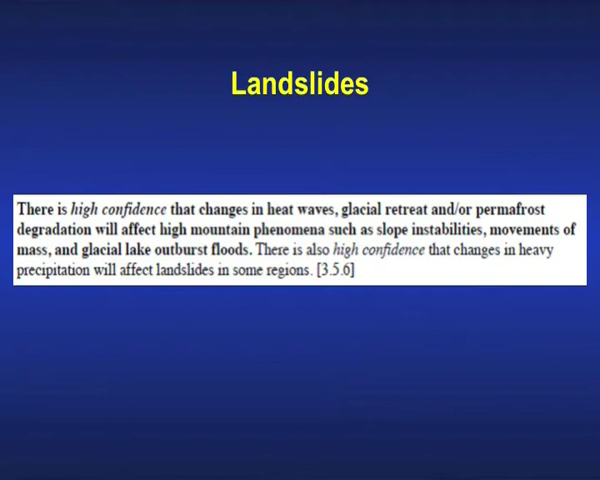 Landslides
There is high confidence that changes in heat waves, glacial retreat and/or permafrost
degradation will affect high mountain phenomena such as slope instabilities, movements of
mass, and glacial lake outburst floods. There is also high confidence that changes in heavy
precipitation will affect landslides in some regions. [3.5.6]